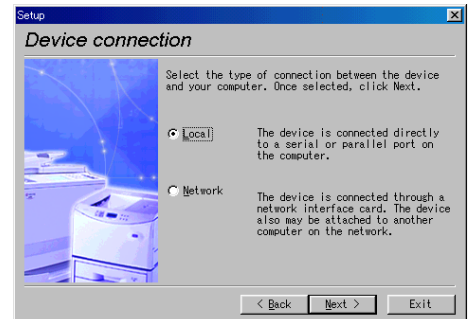 Setup
Device connection
Select the type of connection between the device
and your computer. Once selected, click Next.
Local
The device is connected directly
to a serial or parallel port on
the computer.
Network
The device is connected through a
network interface card. The device
also may be attached to another
computer on the network.
< Back
Next >
Exit